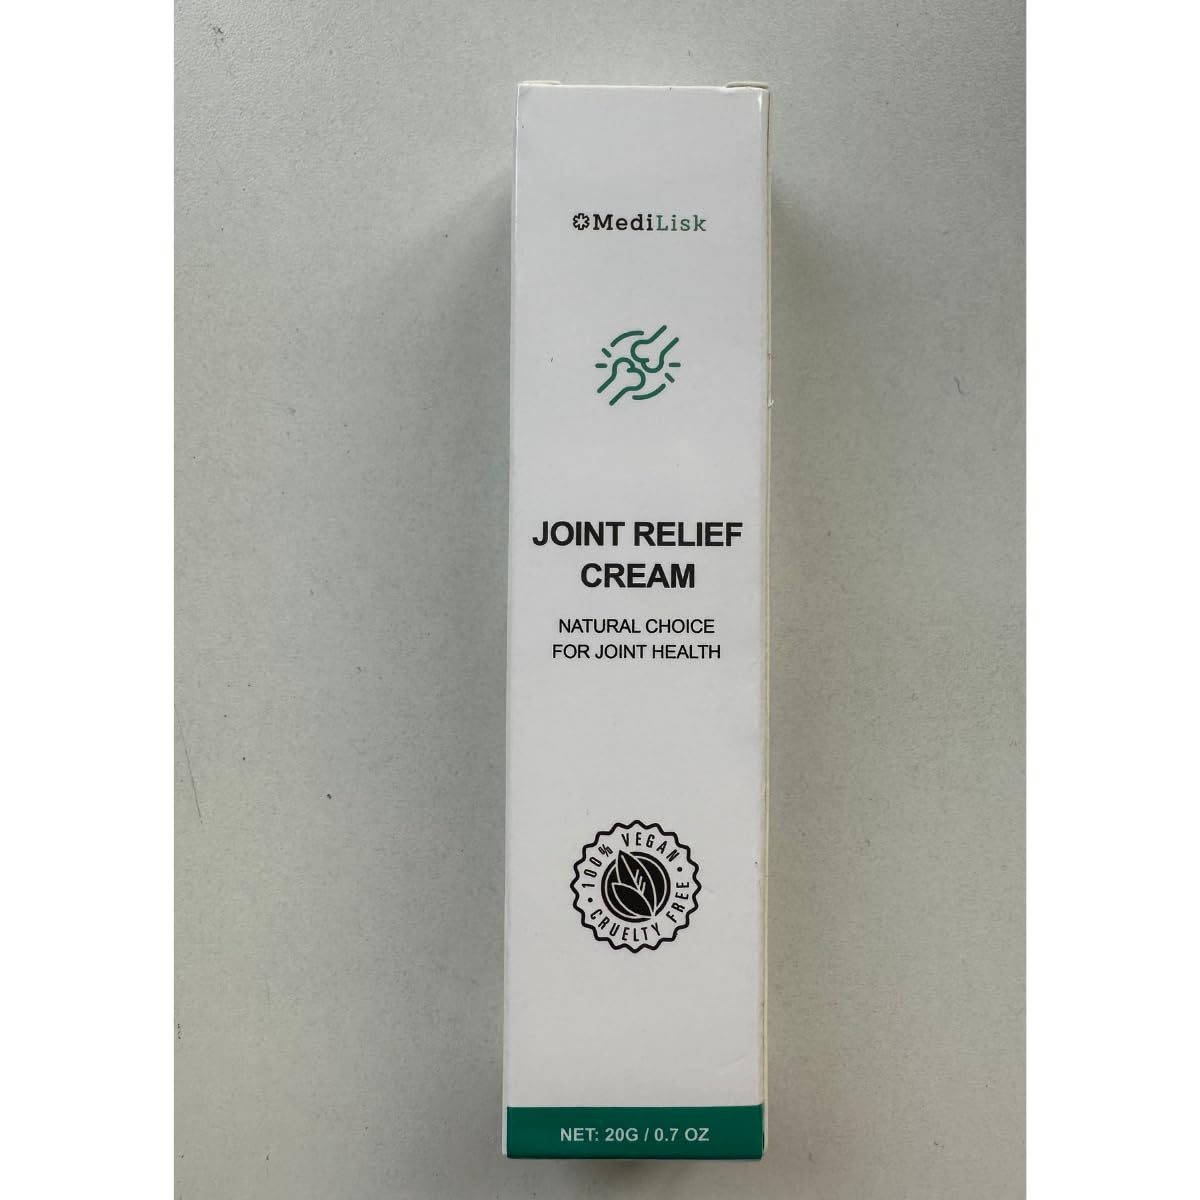 MediLisk
JOINT RELIEF
CREAM
NATURAL CHOICE
FOR JOINT HEALTH
100% VEGAN
CRUELTY FREE
NET: 20G / 0.7 OZ